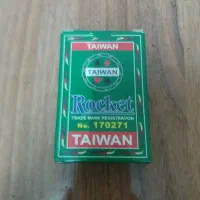 TAIWAN
TAIWAN
Rocket
TRADE MARK REGISTRATION
No. 170271
TAIWAN